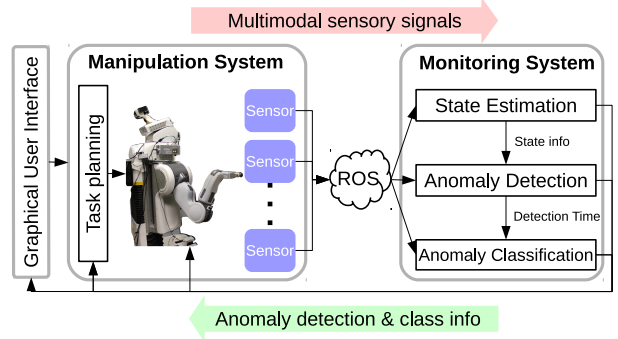 Multimodal sensory signals
Manipulation System
Monitoring System
Graphical User Interface
Task planning
Sensor
Sensor
Sensor
ROS
State Estimation
State info
Anomaly Detection
Detection Time
Anomaly Classification
Anomaly detection & class info